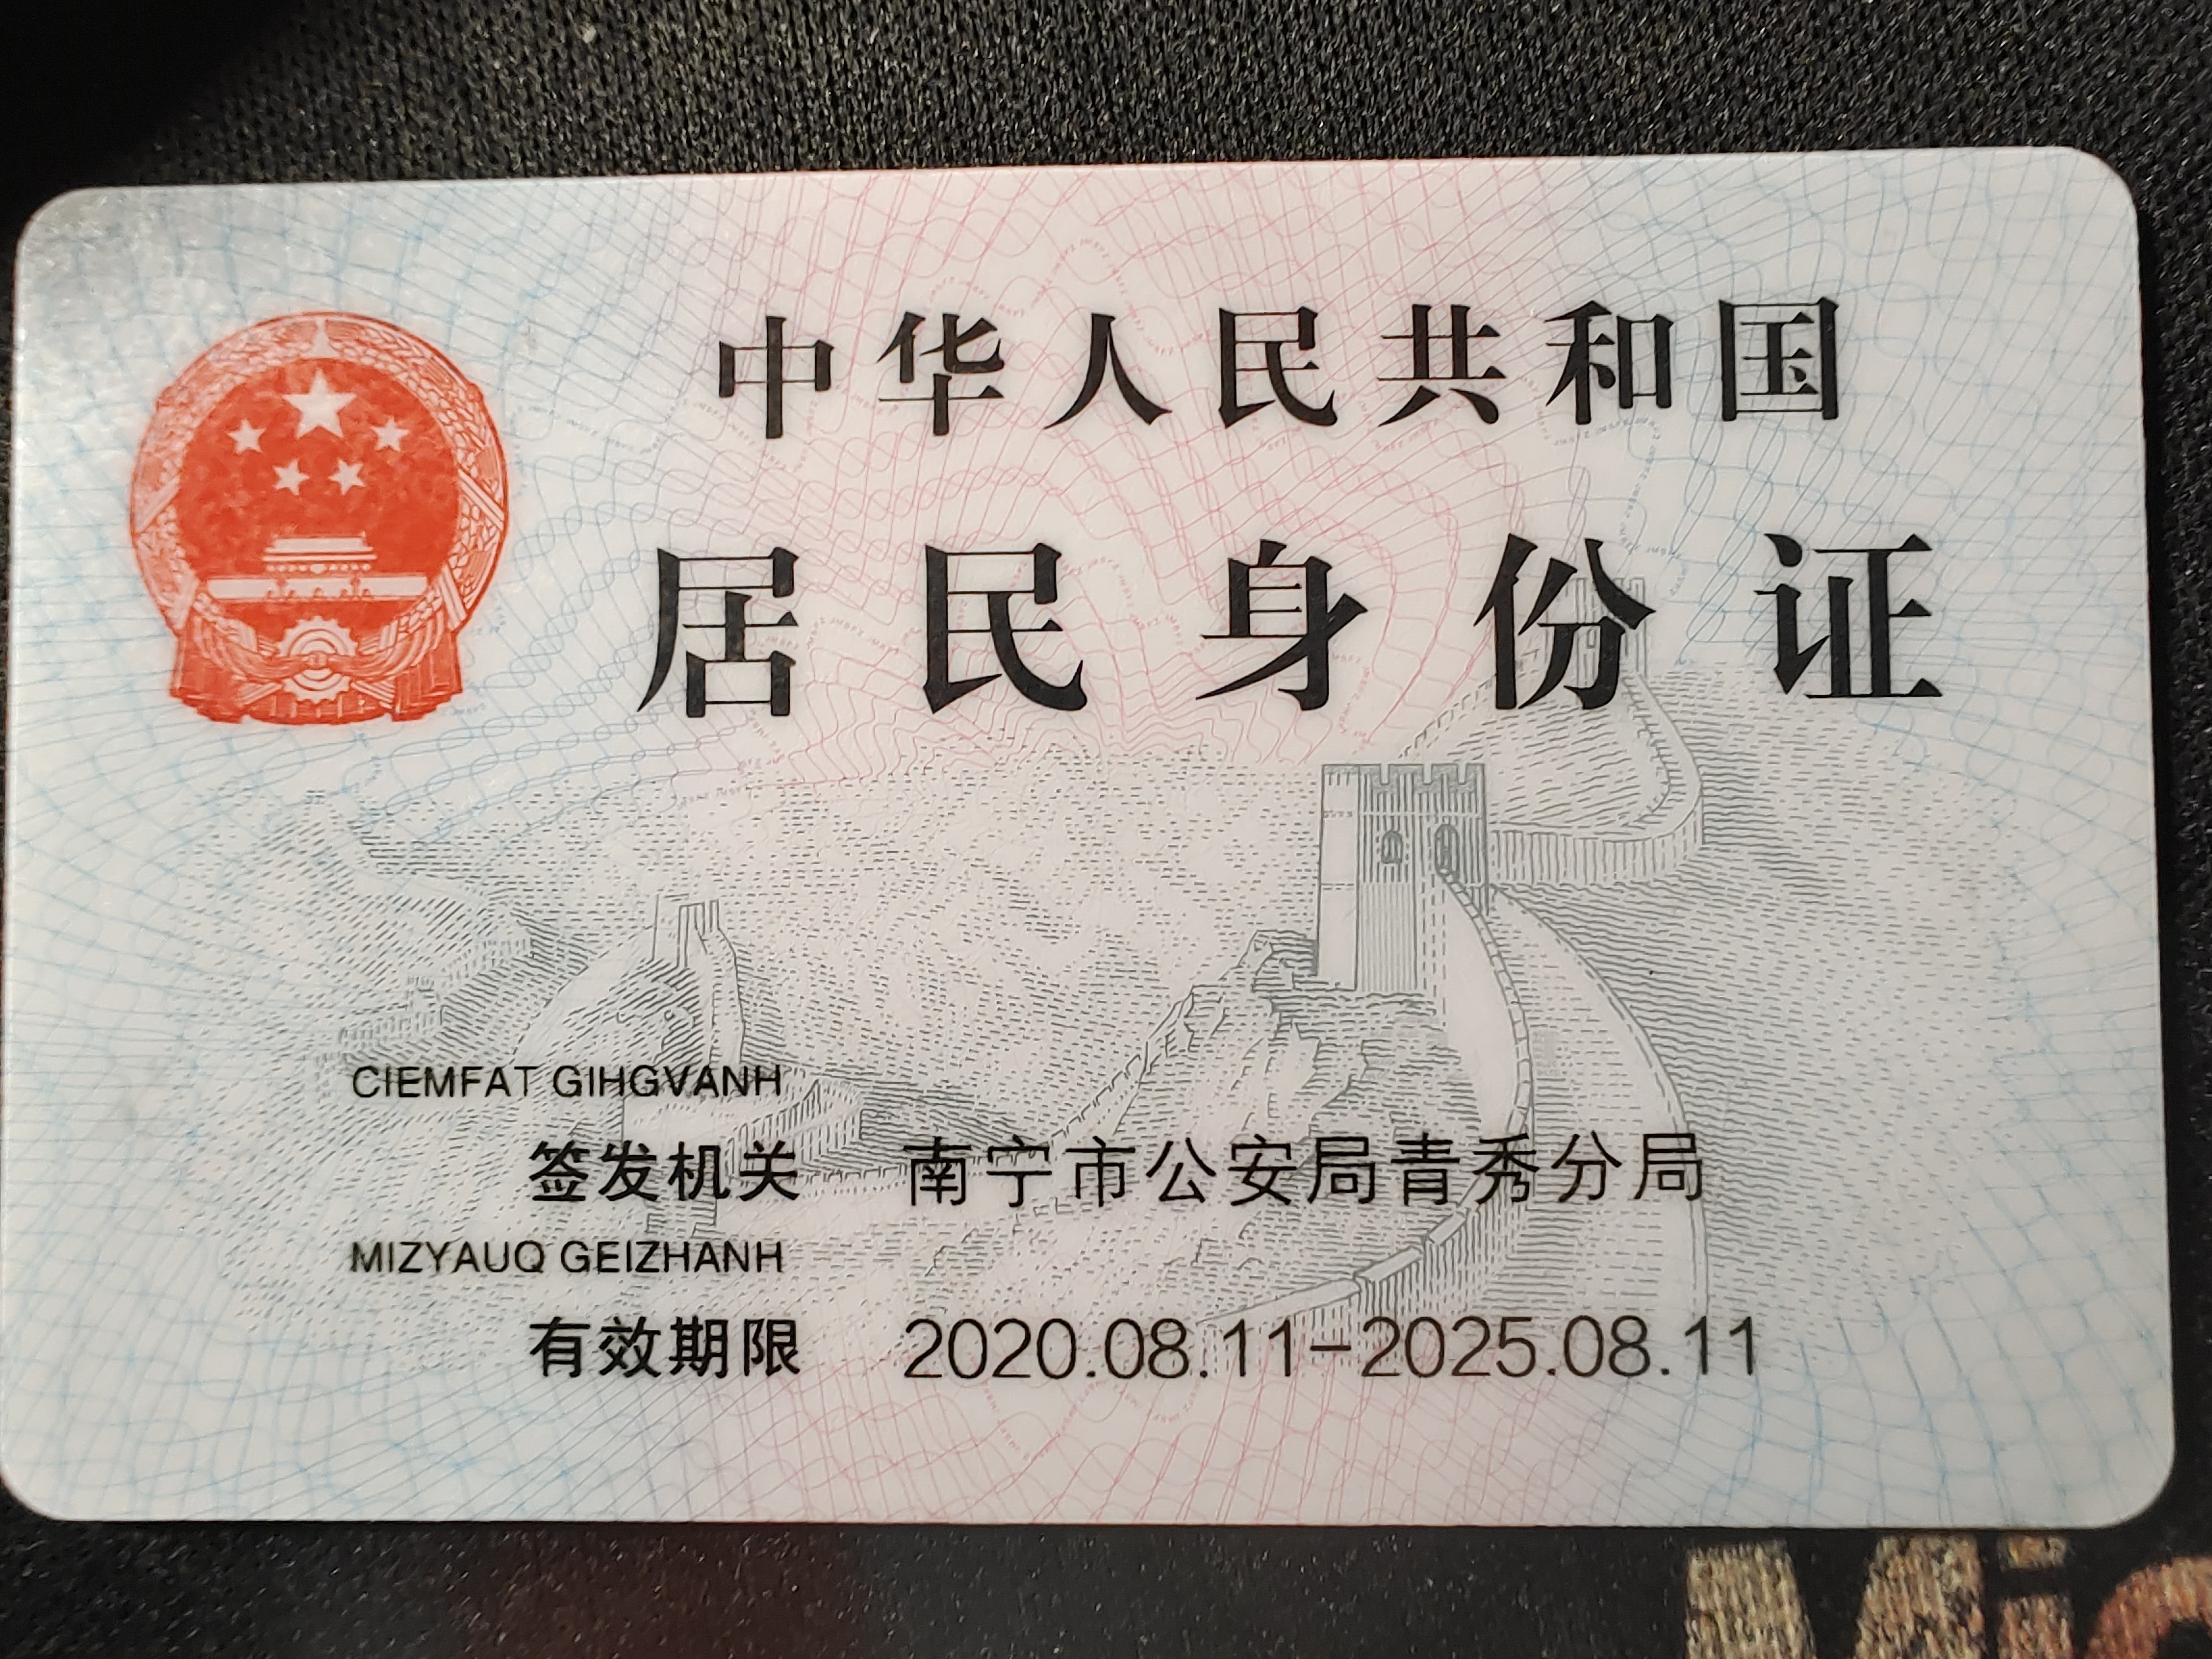 中华人民共和国
居民身份证
CIEMFAT GIHGVANH
签发机关 南宁市公安局青秀分局
MIZYAUQ GEIZHANH
有效期限 2020.08.11-2025.08.11